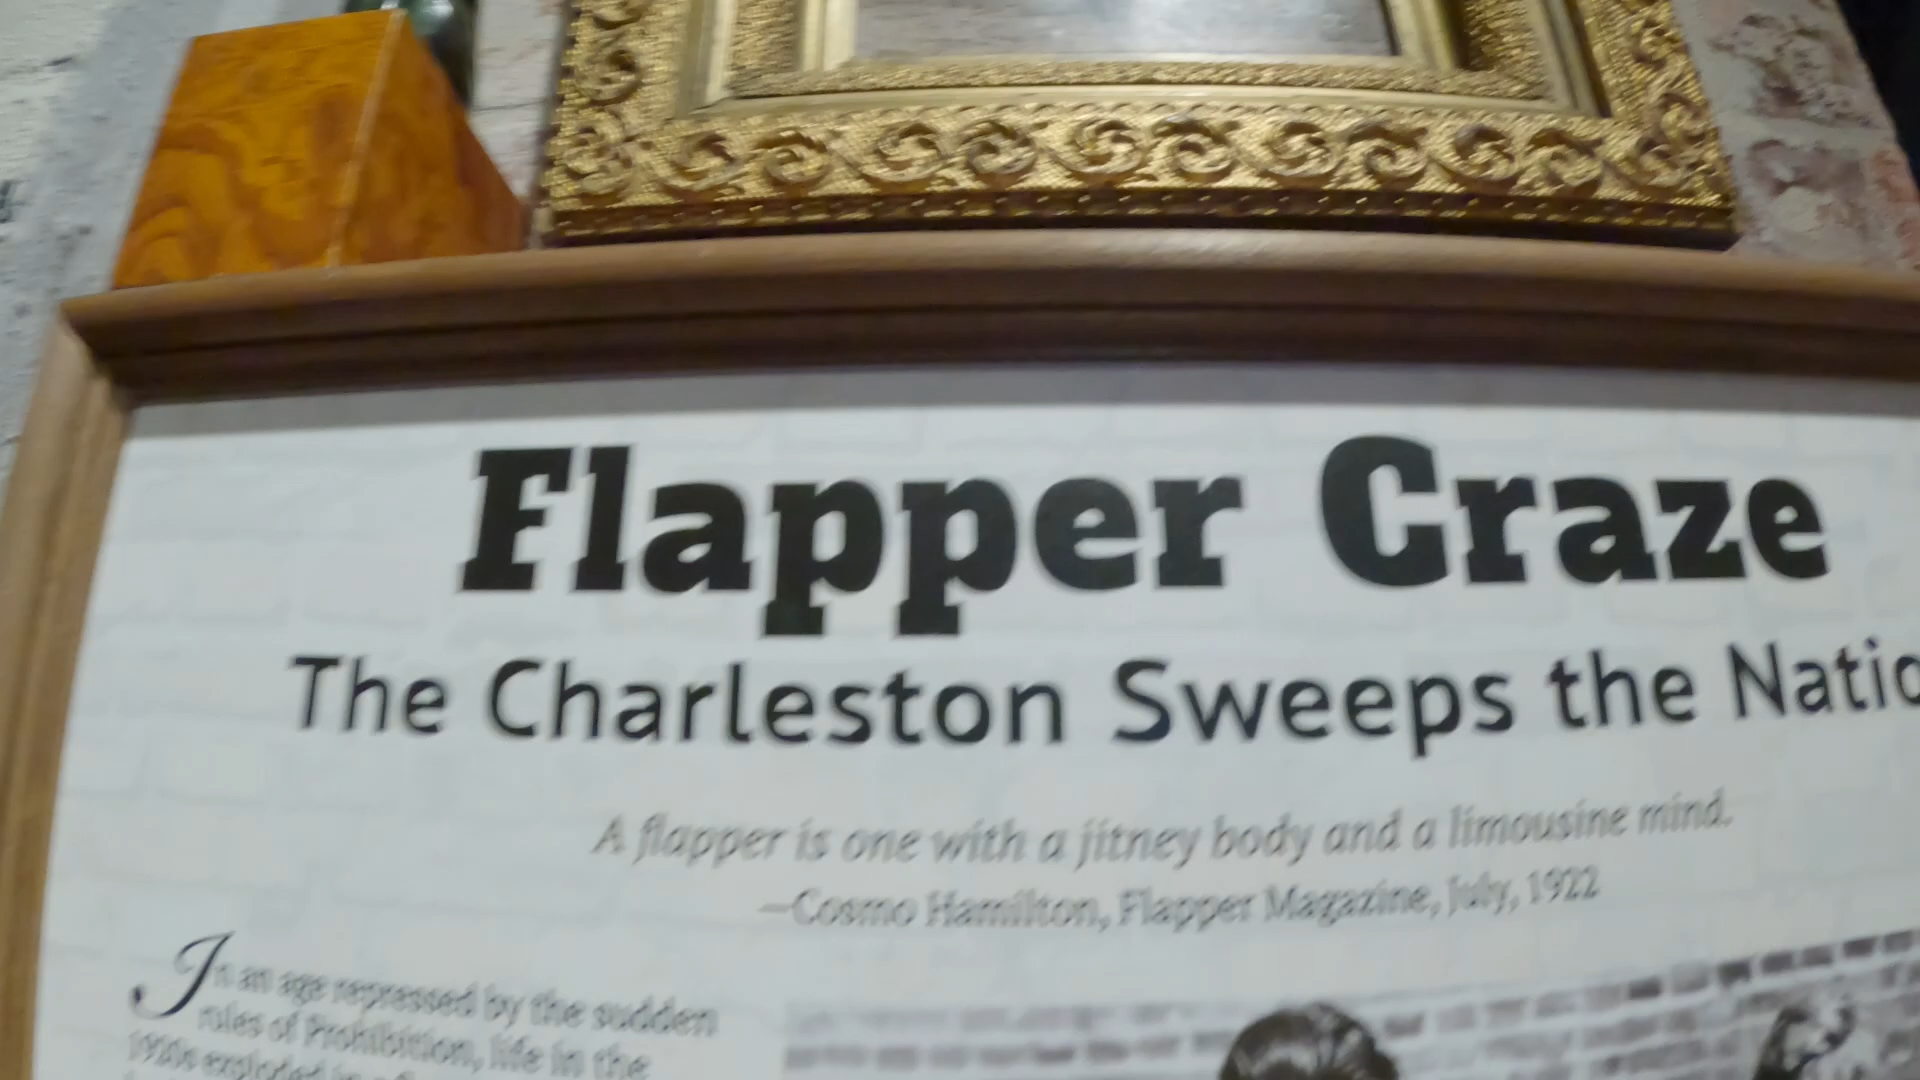 Flapper Craze
The Charleston Sweeps the Natio
A flapper is one with a jitney body and a limousine mind.
—Cosmo Hamilton, Flapper Magazine, July, 1922
In an age repressed by the sudden
rules of Prohibition, life in the
1920s exploded in a